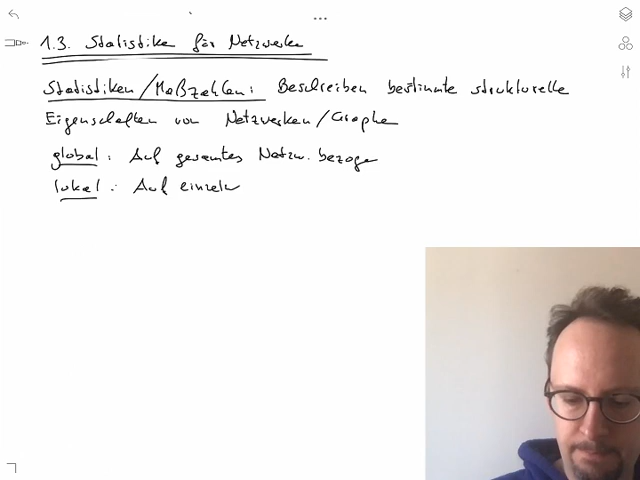 1.3. Statistiken für Netzwerke
Statistiken/Maßzahlen: Beschreiben bestimmte strukturelle
Eigenschaften von Netzwerken/Graphen
global: Auf gesamtes Netzw. bezogen
lokal: Auf einzeln